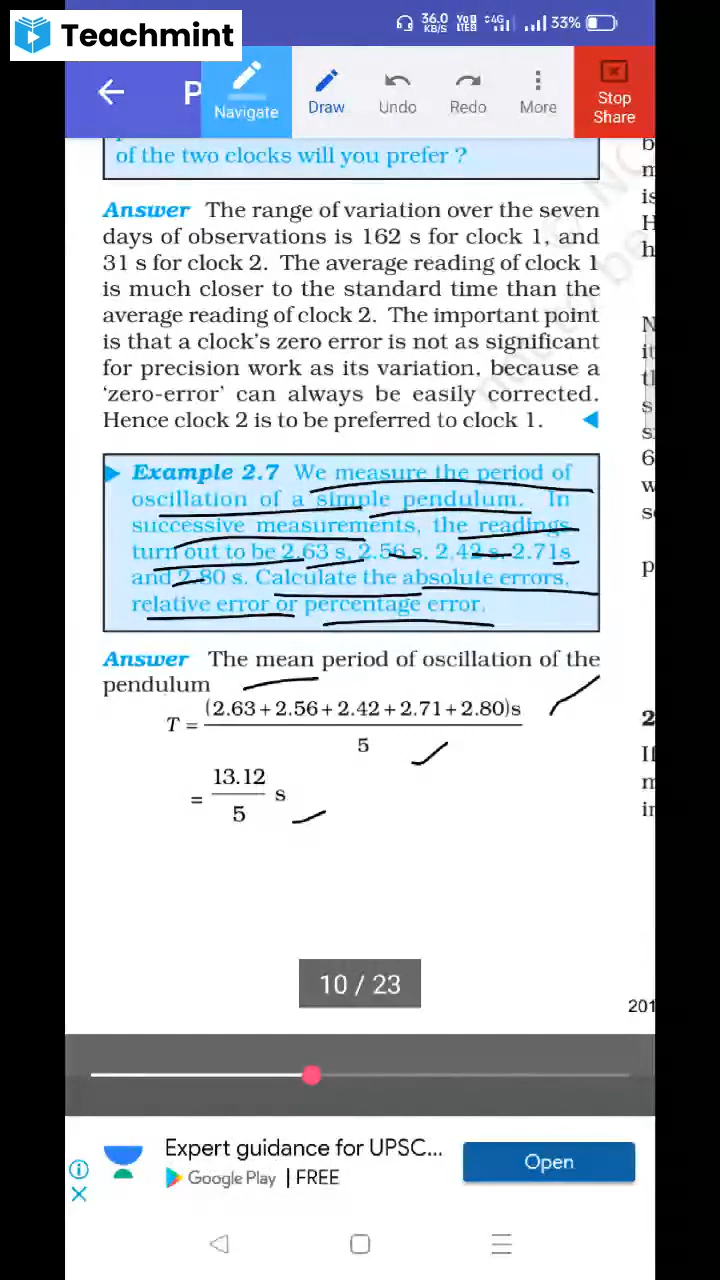 Teachmint
36.0 KB/S VoD LTE 4G 33%
P
Navigate
Draw
Undo
Redo
More
Stop Share
of the two clocks will you prefer ?
Answer The range of variation over the seven
days of observations is 162 s for clock 1, and
31 s for clock 2. The average reading of clock 1
is much closer to the standard time than the
average reading of clock 2. The important point
is that a clock's zero error is not as significant
for precision work as its variation, because a
'zero-error' can always be easily corrected.
Hence clock 2 is to be preferred to clock 1.
Example 2.7 We measure the period of
oscillation of a simple pendulum. In
successive measurements, the readings
turn out to be 2.63 s, 2.56 s, 2.42 s, 2.71s
and 2.80 s. Calculate the absolute errors,
relative error or percentage error.
Answer The mean period of oscillation of the
pendulum
T = (2.63+2.56+2.42+2.71+2.80)s
5
= 13.12 s
5
10 / 23
201
Expert guidance for UPSC...
Google Play | FREE
Open